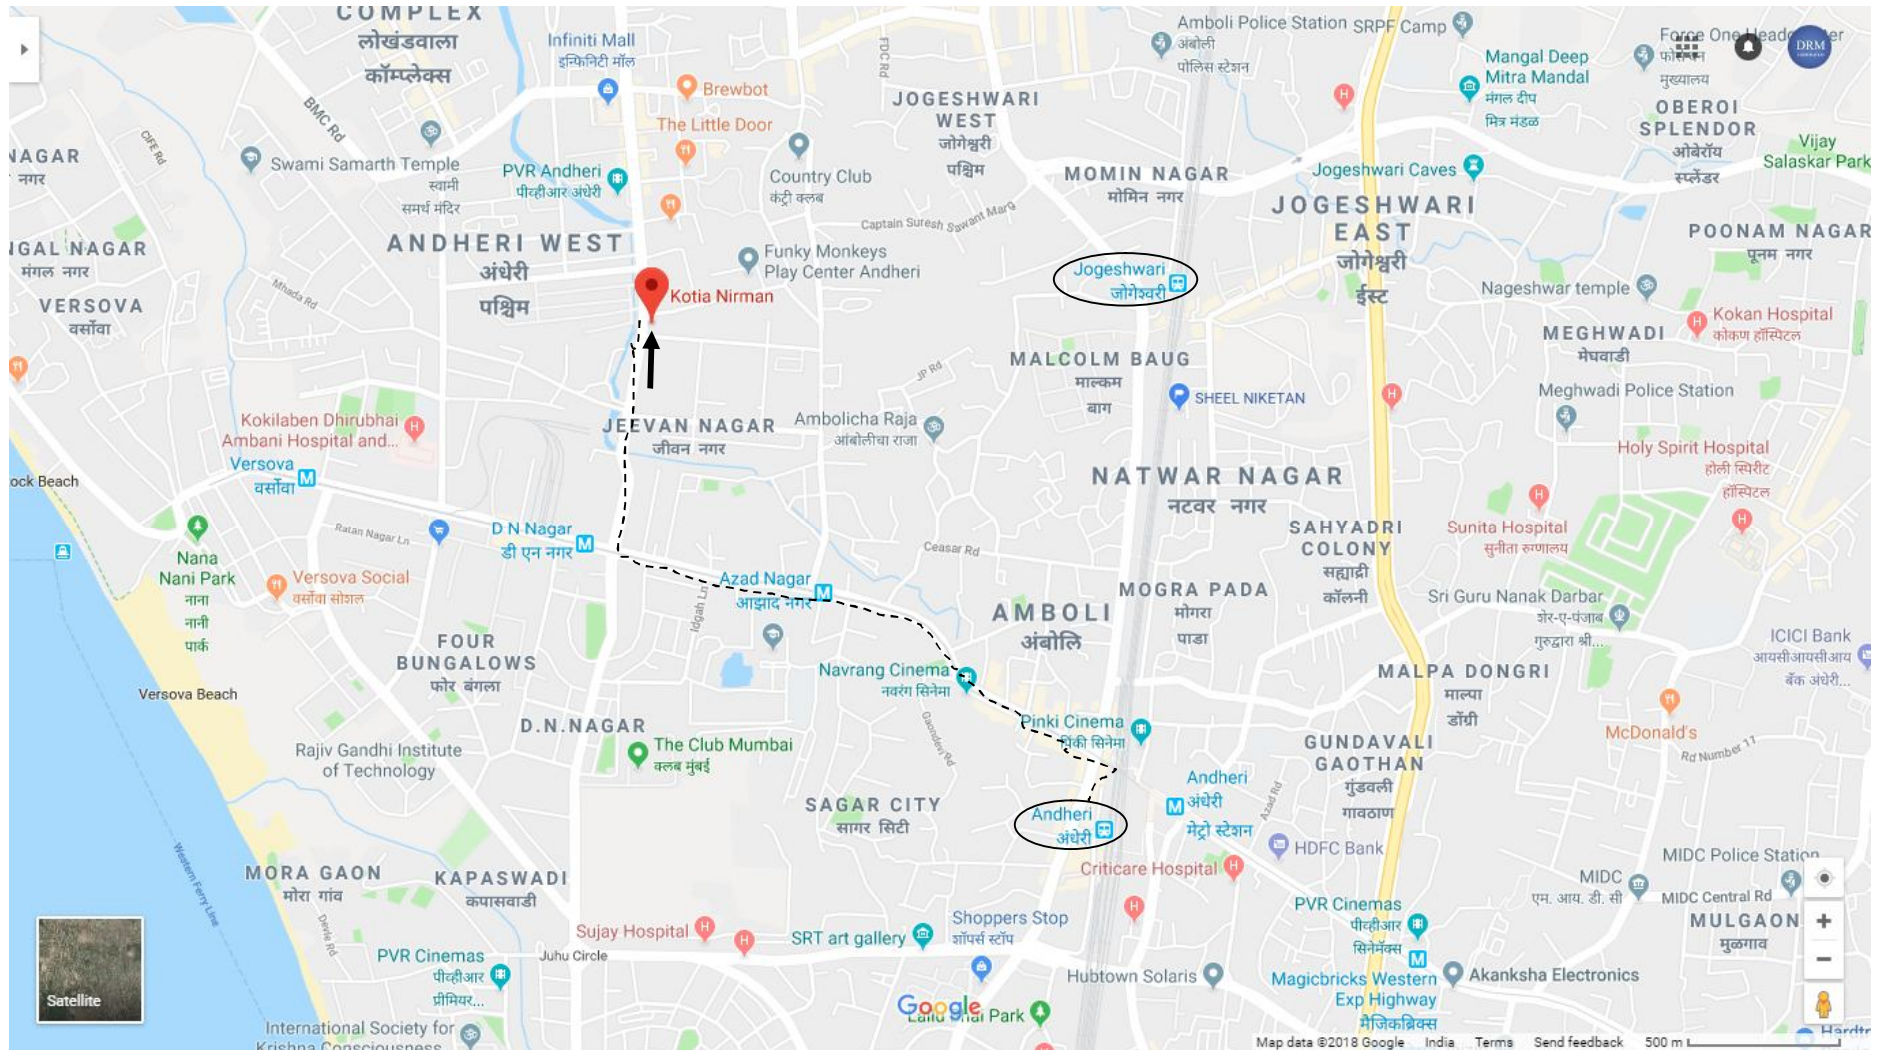 COMPLEX
लोखंडवाला
कॉम्प्लेक्स
Infiniti Mall
इन्फिनिटी मॉल
Amboli Police Station
अंबोली
पोलिस स्टेशन
SRPF Camp
DRM
Mangal Deep
Mitra Mandal
मंगल दीप
मित्र मंडळ
मुख्यालय
OBEROI
SPLENDOR
ओबेरॉय
स्प्लेंडर
Vijay
Salaskar Park
BMC Rd
CIFE Rd
FDC Rd
Brewbot
The Little Door
JOGESHWARI
WEST
जोगेश्वरी
पश्चिम
NAGAR
नगर
Swami Samarth Temple
स्वामी
समर्थ मंदिर
PVR Andheri
पीव्हीआर अंधेरी
Country Club
कंट्री क्लब
MOMIN NAGAR
मोमिन नगर
Jogeshwari Caves
JOGESHWARI
EAST
जोगेश्वरी
ईस्ट
POONAM NAGAR
पूनम नगर
Captain Suresh Sawant Marg
NGAL NAGAR
मंगल नगर
ANDHERI WEST
अंधेरी
पश्चिम
Funky Monkeys
Play Center Andheri
Jogeshwari
जोगेश्वरी
Mhada Rd
VERSOVA
वर्सोवा
Kotia Nirman
Nageshwar temple
Kokan Hospital
कोकण हॉस्पिटल
MEGHWADI
मेघवाडी
MALCOLM BAUG
माल्कम
बाग
JP Rd
SHEEL NIKETAN
Meghwadi Police Station
Kokilaben Dhirubhai
Ambani Hospital and...
JEEVAN NAGAR
जीवन नगर
Ambolicha Raja
आंबोलीचा राजा
Holy Spirit Hospital
होली स्पिरीट
हॉस्पिटल
Versova
वर्सोवा
ock Beach
NATWAR NAGAR
नटवर नगर
Ratan Nagar Ln
D N Nagar
डी एन नगर
Ceasar Rd
SAHYADRI
COLONY
सह्याद्री
कॉलनी
Sunita Hospital
सुनीता रुग्णालय
Nana
Nani Park
नाना
नानी
पार्क
Versova Social
वर्सोवा सोशल
Azad Nagar
आझाद नगर
Idgah Ln
MOGRA PADA
मोगरा
पाडा
AMBOLI
अंबोलि
Sri Guru Nanak Darbar
शेर-ए-पंजाब
गुरुद्वारा श्री...
ICICI Bank
आयसीआयसीआय
बँक अंधेरी...
FOUR
BUNGALOWS
फोर बंगला
Navrang Cinema
नवरंग सिनेमा
MALPA DONGRI
माल्पा
डोंग्री
Versova Beach
D.N.NAGAR
Gaondevi Rd
Pinki Cinema
पिंकी सिनेमा
McDonald's
Rd Number 11
Rajiv Gandhi Institute
of Technology
The Club Mumbai
क्लब मुंबई
GUNDAVALI
GAOTHAN
गुंडवली
गावठाण
Andheri
अंधेरी
मेट्रो स्टेशन
Azad Rd
SAGAR CITY
सागर सिटी
Andheri
अंधेरी
HDFC Bank
Western Ferry Line
Criticare Hospital
MIDC Police Station
MORA GAON
मोरा गांव
KAPASWADI
कपासवाडी
MIDC
एम. आय. डी. सी
MIDC Central Rd
MULGAON
मुळगाव
Devle Rd
PVR Cinemas
पीव्हीआर
सिनेमॅक्स
Sujay Hospital
SRT art gallery
Shoppers Stop
शॉपर्स स्टॉप
PVR Cinemas
पीव्हीआर
प्रीमियर...
Juhu Circle
Hubtown Solaris
Magicbricks Western
Exp Highway
मॅजिकब्रिक्स
Akanksha Electronics
Satellite
Google
Park
International Society for
Krishna Consciousness
Map data ©2018 Google India Terms Send feedback 500 m